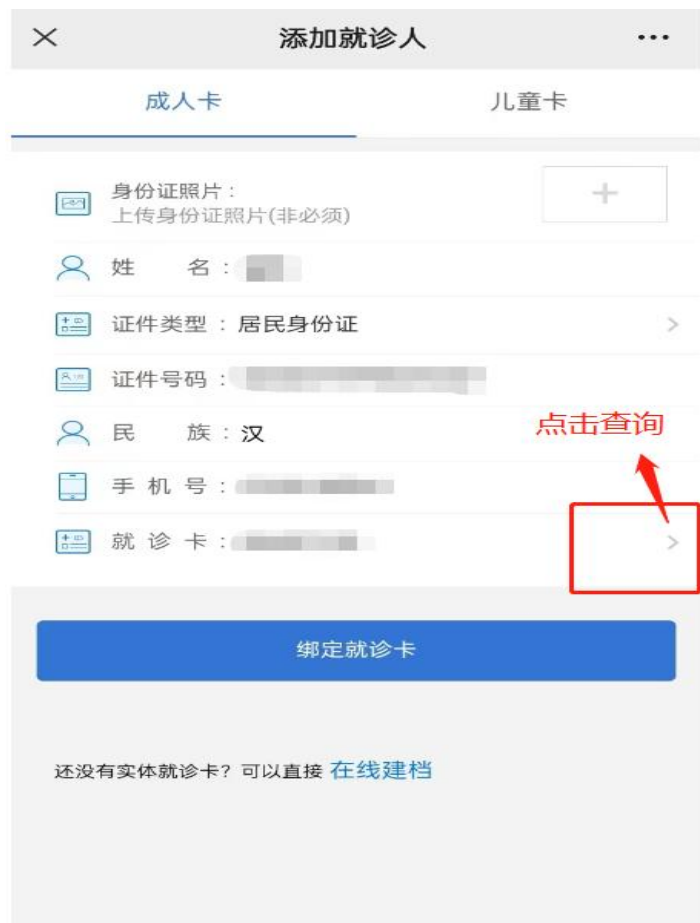 添加就诊人
成人卡 儿童卡
身份证照片：
上传身份证照片(非必须)
姓 名：
证件类型：居民身份证
证件号码：
民 族：汉
点击查询
手机号：
就诊卡：
绑定就诊卡
还没有实体就诊卡？可以直接 在线建档